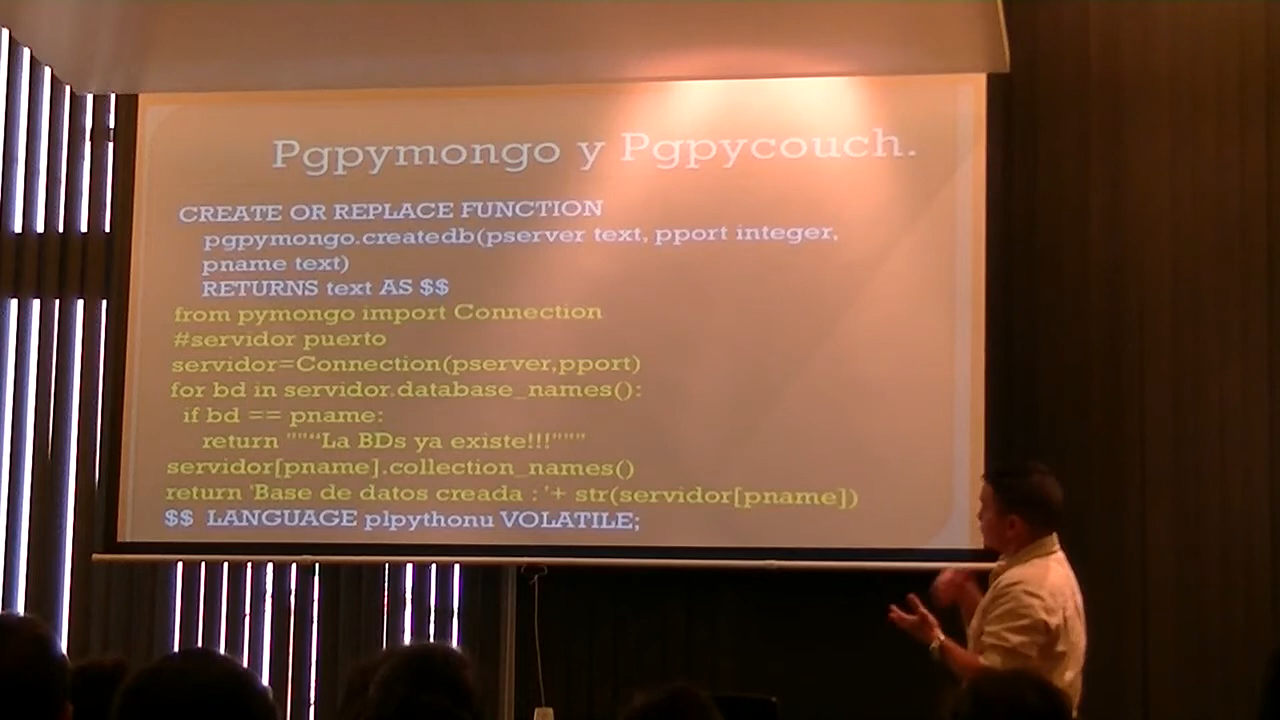 Pgpymongo y Pgpycouch.
CREATE OR REPLACE FUNCTION
pgpymongo.createdb(pserver text, pport integer,
pname text)
RETURNS text AS $$
from pymongo import Connection
#servidor puerto
servidor=Connection(pserver,pport)
for bd in servidor.database_names():
if bd == pname:
return ""“La BDs ya existe!!!"""
servidor[pname].collection_names()
return 'Base de datos creada : '+ str(servidor[pname])
$$ LANGUAGE plpythonu VOLATILE;